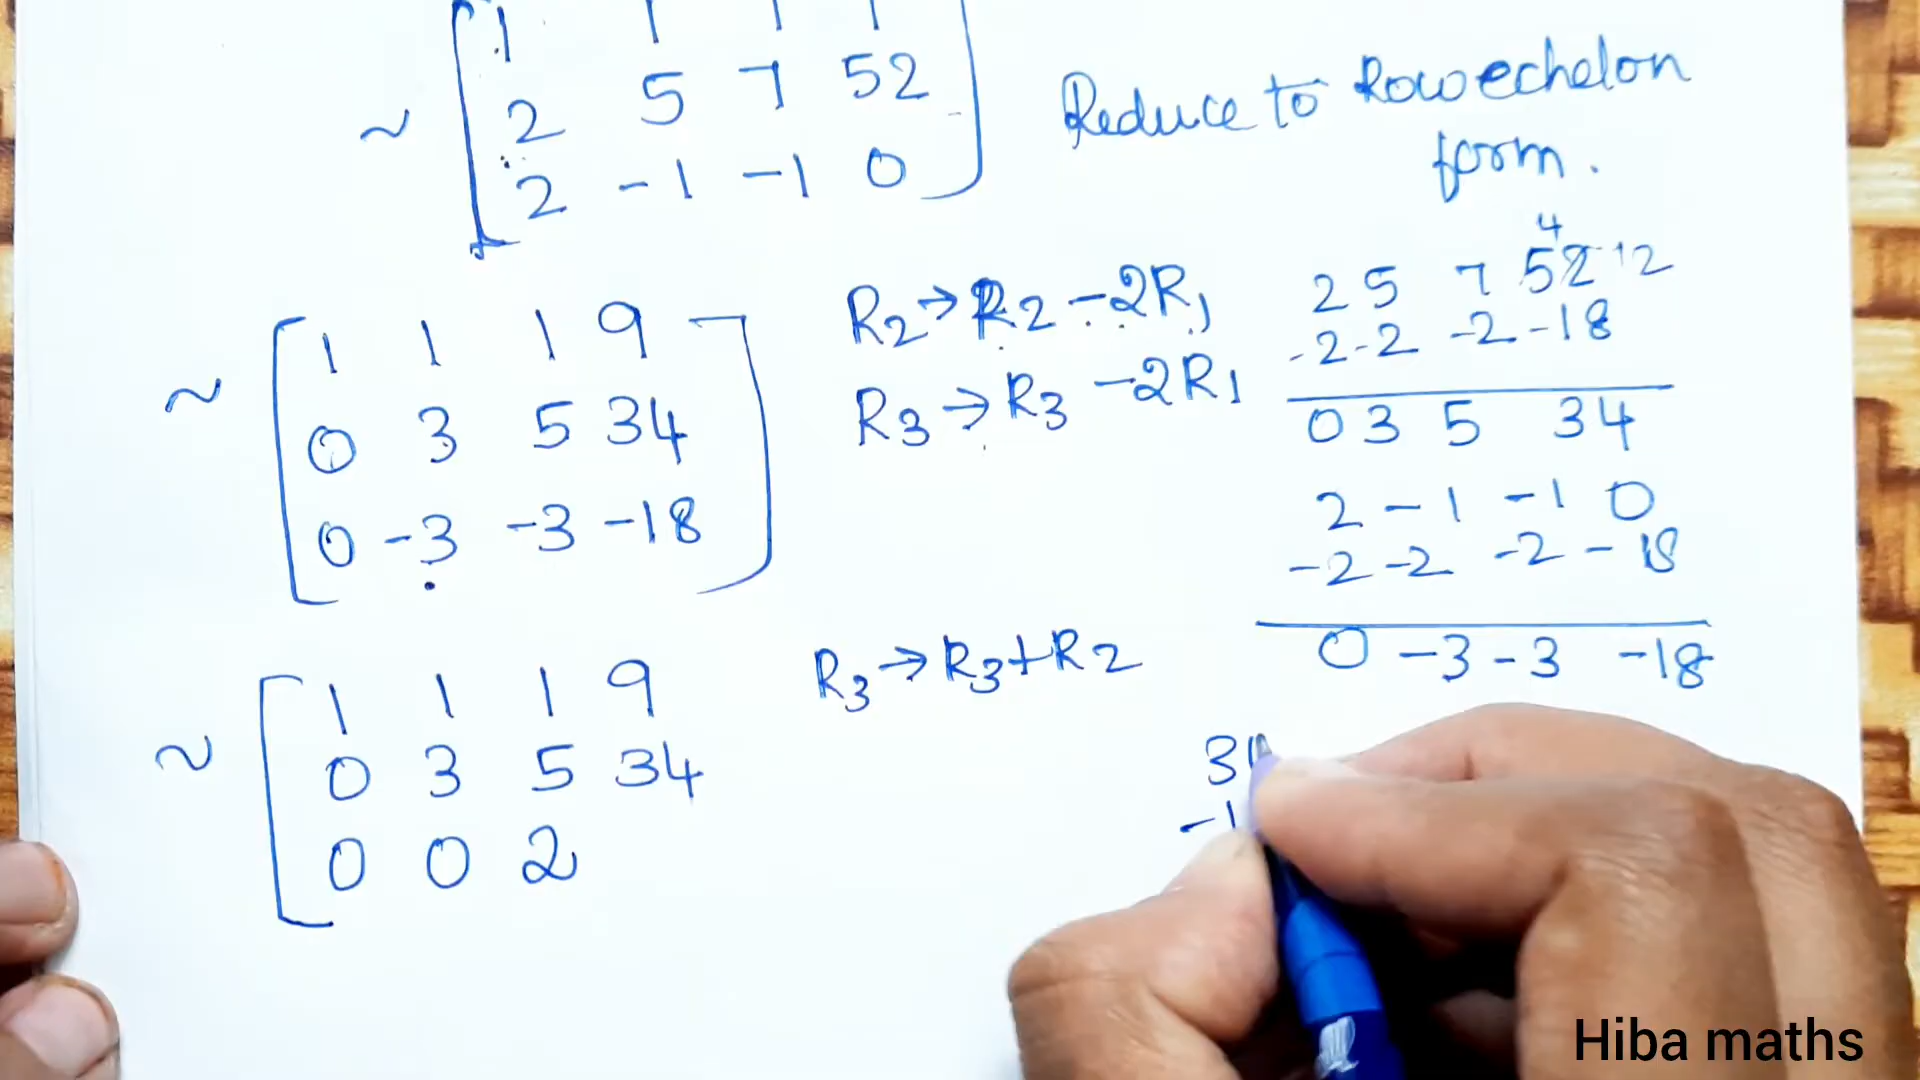 1 1 1 1
~ 2 5 7 52
2 -1 -1 0
Reduce to Row echelon
form.
1 1 1 9
~ 0 3 5 34
0 -3 -3 -18
R2 → R2 -2R1
R3 → R3 -2R1
4
2 5 7 52 12
-2 -2 -2 -18
0 3 5 34
2 -1 -1 0
-2 -2 -2 -18
0 -3 -3 -18
1 1 1 9
~ 0 3 5 34
0 0 2
R3 → R3+R2
3
-1
Hiba maths